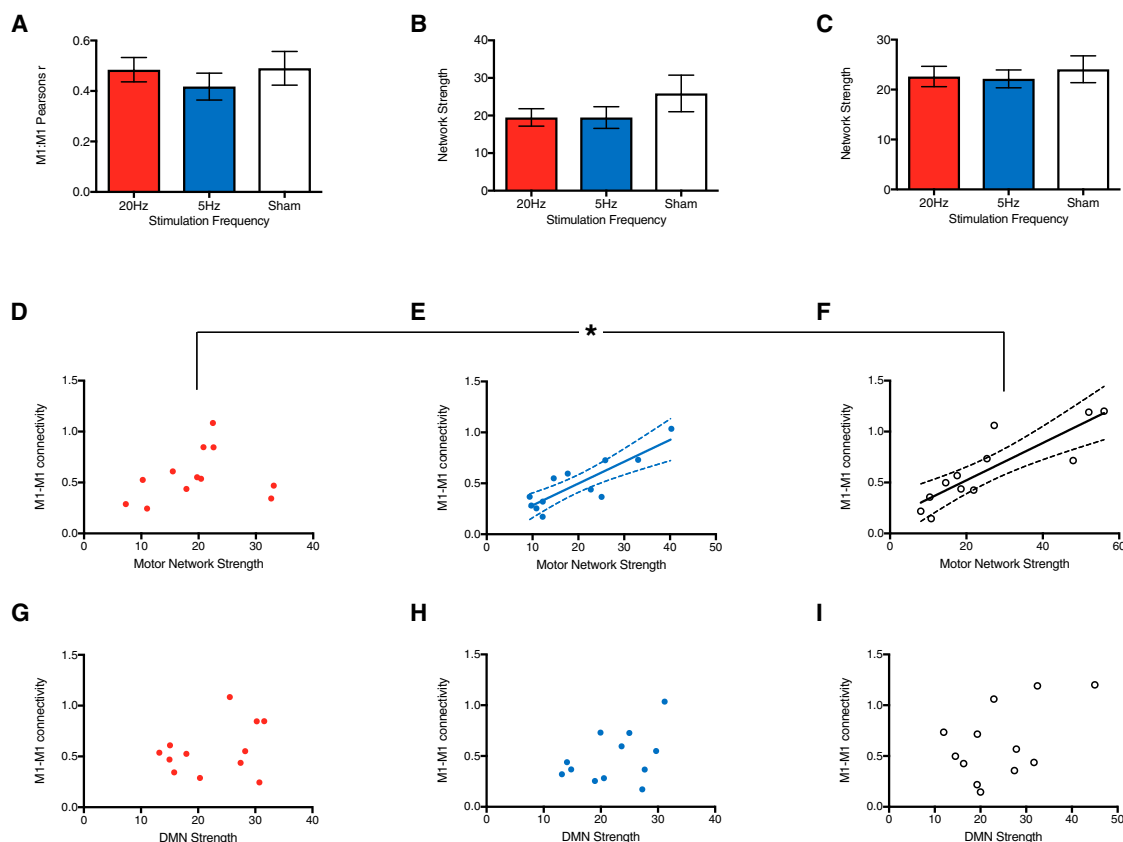 A
M1:M1 Pearsons r
0.6
0.4
0.2
0.0
20Hz
5Hz
Sham
Stimulation Frequency
B
Network Strength
40
30
20
10
0
20Hz
5Hz
Sham
Stimulation Frequency
C
Network Strength
30
20
10
0
20Hz
5Hz
Sham
Stimulation Frequency
*
D
M1-M1 connectivity
1.5
1.0
0.5
0.0
0
10
20
30
40
Motor Network Strength
E
M1-M1 connectivity
1.5
1.0
0.5
0.0
0
10
20
30
40
50
Motor Network Strength
F
M1-M1 connectivity
1.5
1.0
0.5
0.0
0
20
40
60
Motor Network Strength
G
M1-M1 connectivity
1.5
1.0
0.5
0.0
0
10
20
30
40
DMN Strength
H
M1-M1 connectivity
1.5
1.0
0.5
0.0
0
10
20
30
40
DMN Strength
I
M1-M1 connectivity
1.5
1.0
0.5
0.0
0
10
20
30
40
50
DMN Strength